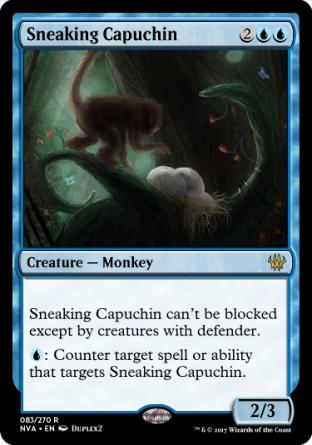 Sneaking Capuchin 2
Creature — Monkey
Sneaking Capuchin can't be blocked
except by creatures with defender.
: Counter target spell or ability
that targets Sneaking Capuchin.
2/3
083/270 R
NVA • EN DUPLEXZ
™ & © 2017 Wizards of the Coast